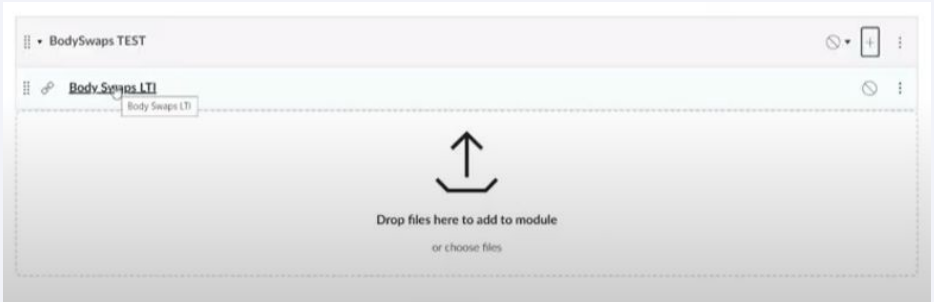 BodySwaps TEST
Body Swaps LTI
Body Swaps LTI
Drop files here to add to module
or choose files